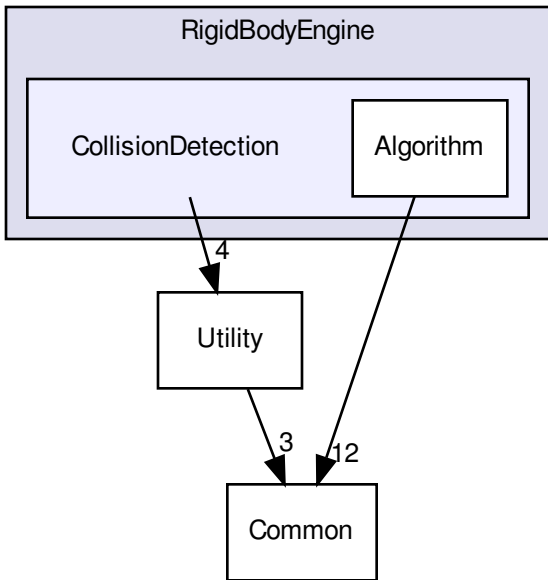 RigidBodyEngine
CollisionDetection
Algorithm
4
Utility
3
12
Common